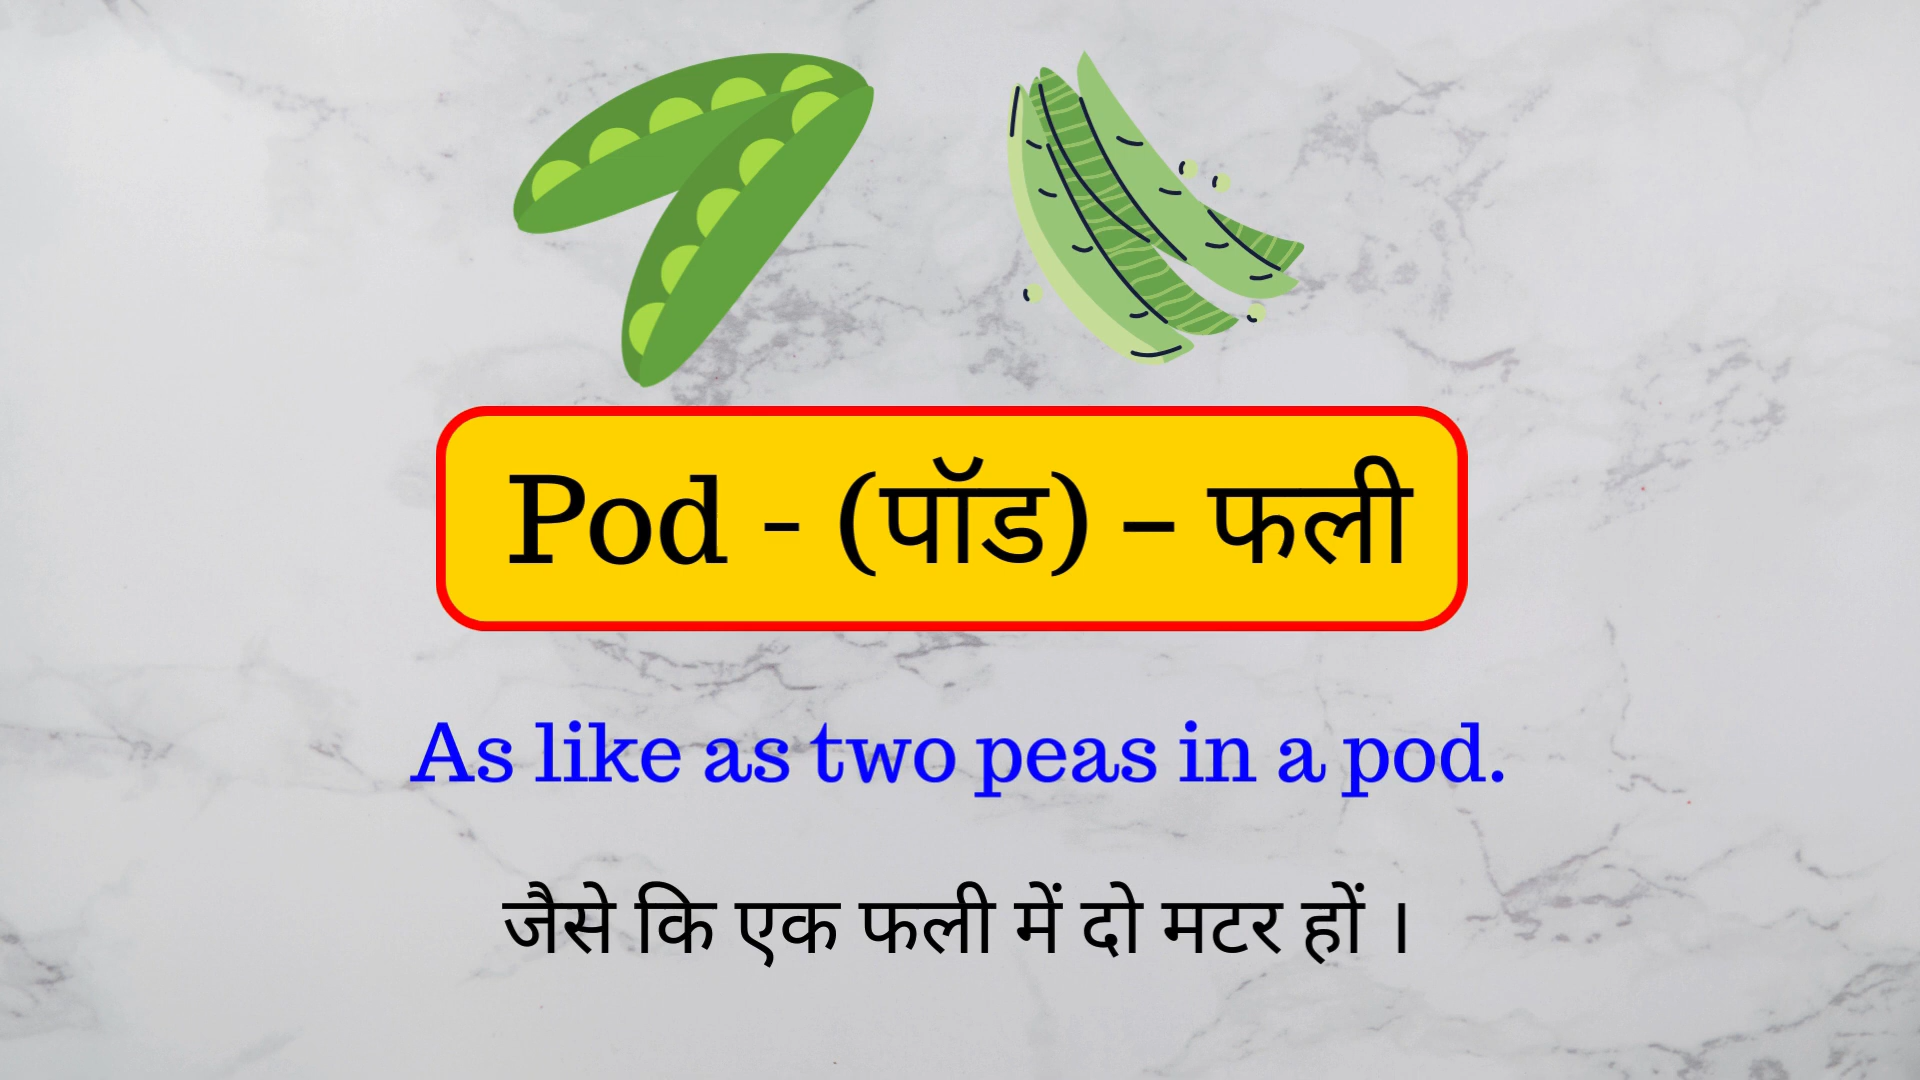 Pod - (पॉड) – फली
As like as two peas in a pod.
जैसे कि एक फली में दो मटर हों ।